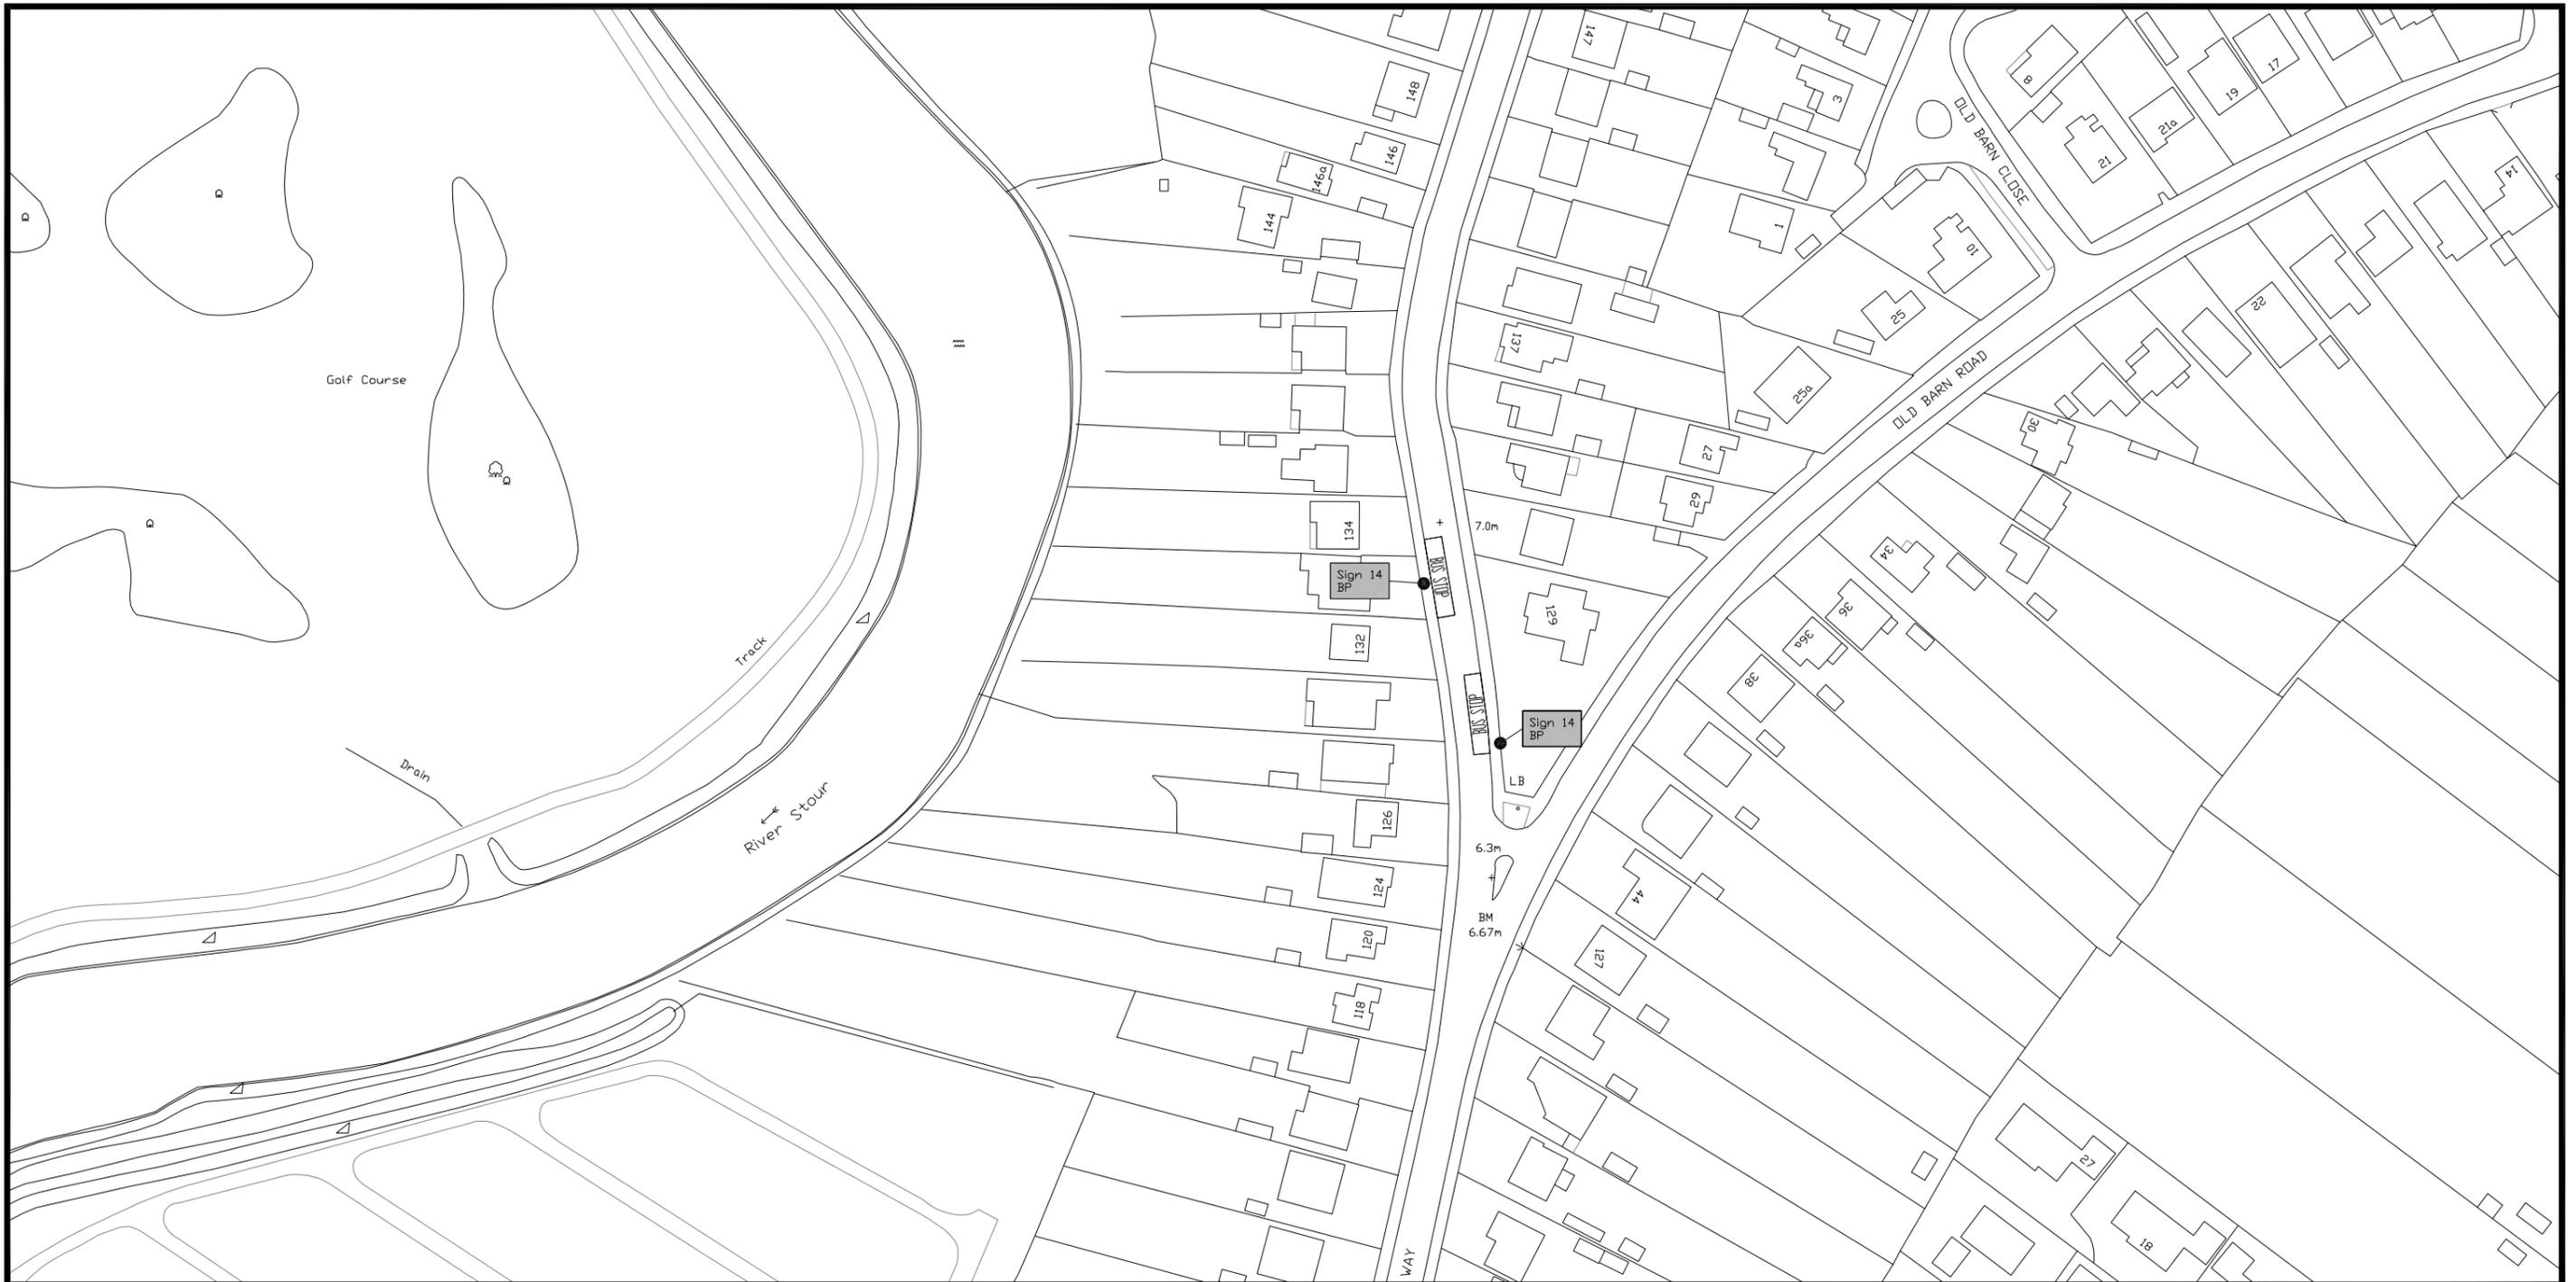 147
148
146
146a
144
3
1
8
17
19
21a
21
14
OLD BARN CLOSE
10
25
22
Golf Course
137
25a
OLD BARN ROAD
27
30
29
134
7.0m
BUS STOP
Sign 14
BP
34
129
132
36
36a
38
Track
BUS STOP
Sign 14
BP
Drain
LB
River Stour
126
6.3m
124
44
BM
6.67m
120
127
118
27
18
WAY